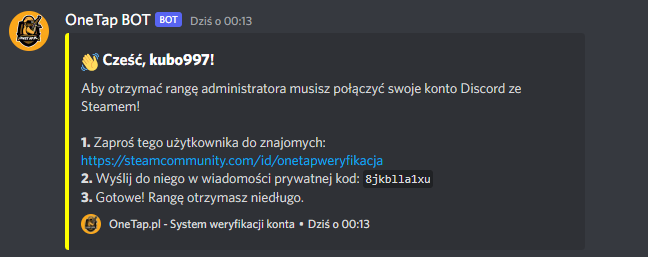 OneTap BOT BOT Dziś o 00:13
👋 Cześć, kubo997!
Aby otrzymać rangę administratora musisz połączyć swoje konto Discord ze
Steamem!
1. Zaproś tego użytkownika do znajomych:
https://steamcommunity.com/id/onetapweryfikacja
2. Wyślij do niego w wiadomości prywatnej kod: 8jkblla1xu
3. Gotowe! Rangę otrzymasz niedługo.
OneTap.pl - System weryfikacji konta • Dziś o 00:13